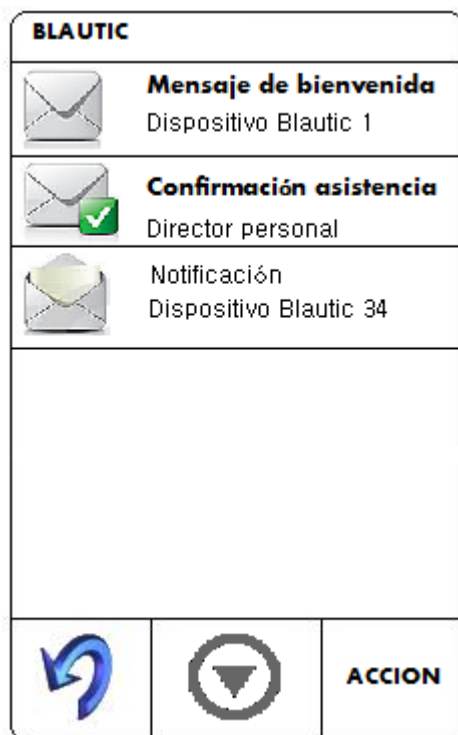 BLAUTIC
Mensaje de bienvenida
Dispositivo Blautic 1
Confirmación asistencia
Director personal
Notificación
Dispositivo Blautic 34
ACCION